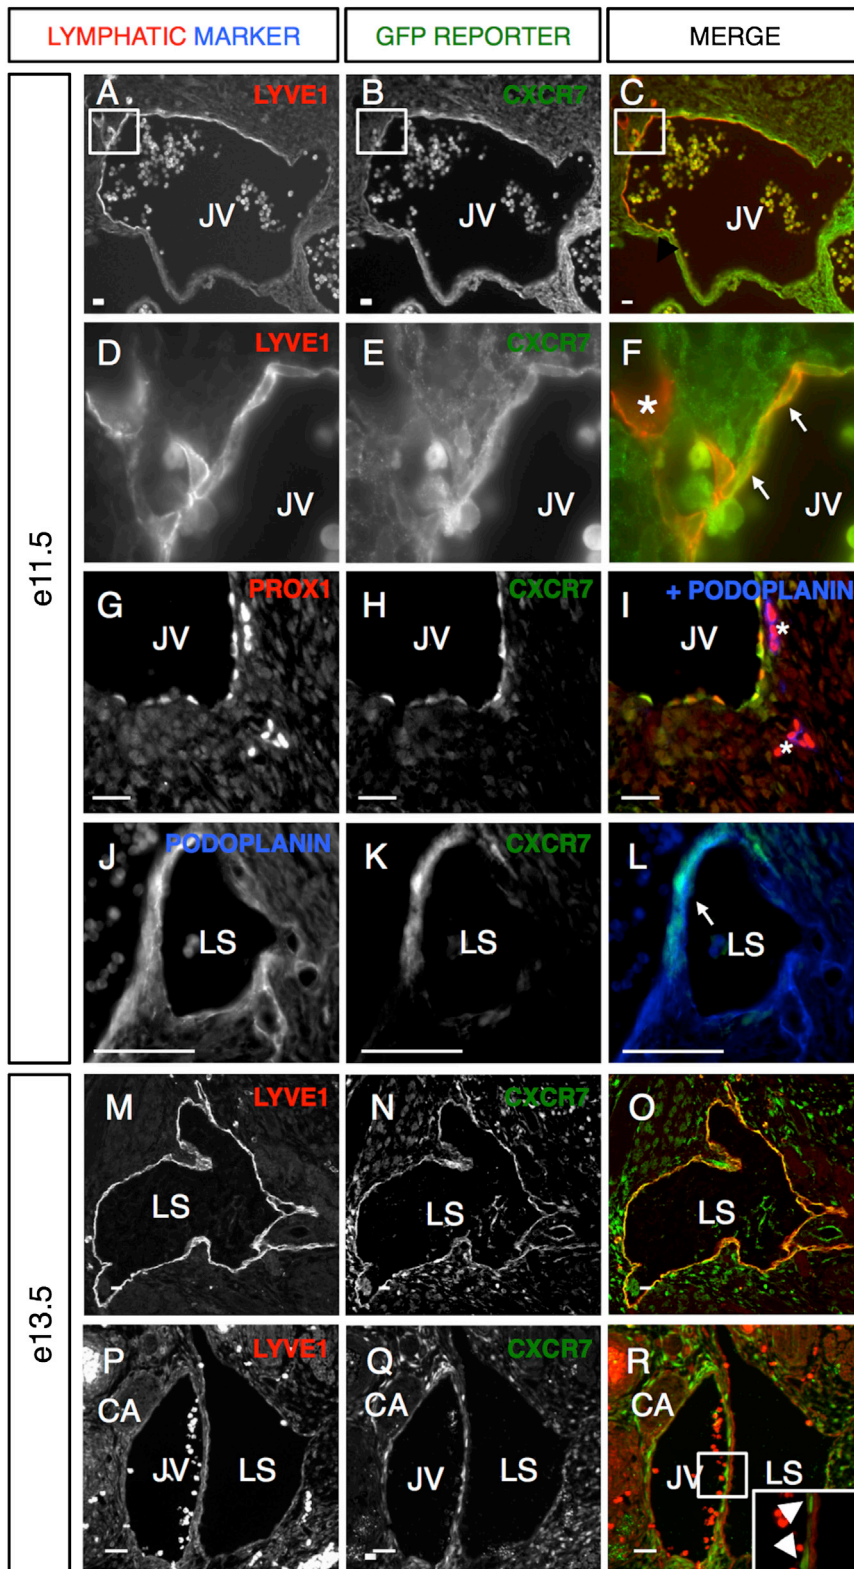 LYMPHATIC MARKER
GFP REPORTER
MERGE
e11.5
A LYVE1
JV
B CXCR7
JV
C
JV
D LYVE1
JV
E CXCR7
JV
F
*
JV
G PROX1
JV
H CXCR7
JV
I + PODOPLANIN
JV
*
*
J PODOPLANIN
LS
K CXCR7
LS
L
LS
e13.5
M LYVE1
LS
N CXCR7
LS
O
LS
P LYVE1
CA
JV
LS
Q CXCR7
CA
JV
LS
R
CA
JV
LS